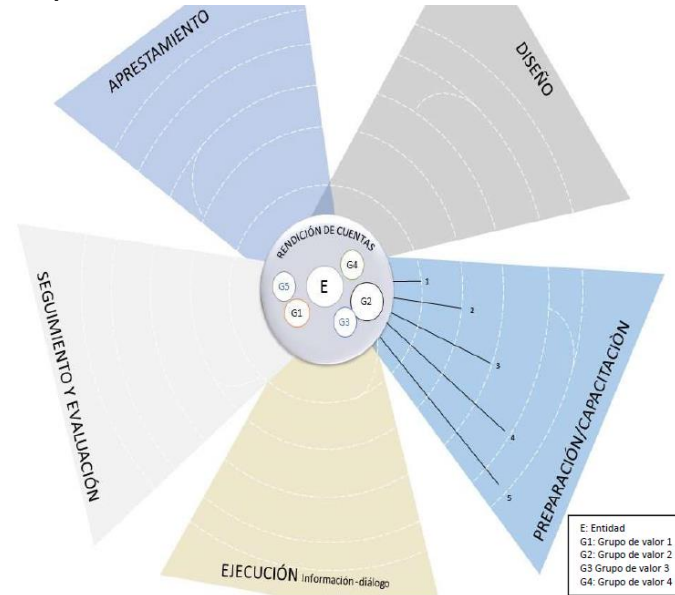 APRESTAMIENTO
DISEÑO
RENDICIÓN DE CUENTAS
G4
G5
E
G2
G1
G3
1
2
3
4
5
SEGUIMIENTO Y EVALUACIÓN
PREPARACIÓN/CAPACITACIÒN
EJECUCIÓN Información-diálogo
E: Entidad
G1: Grupo de valor 1
G2: Grupo de valor 2
G3 Grupo de valor 3
G4: Grupo de valor 4